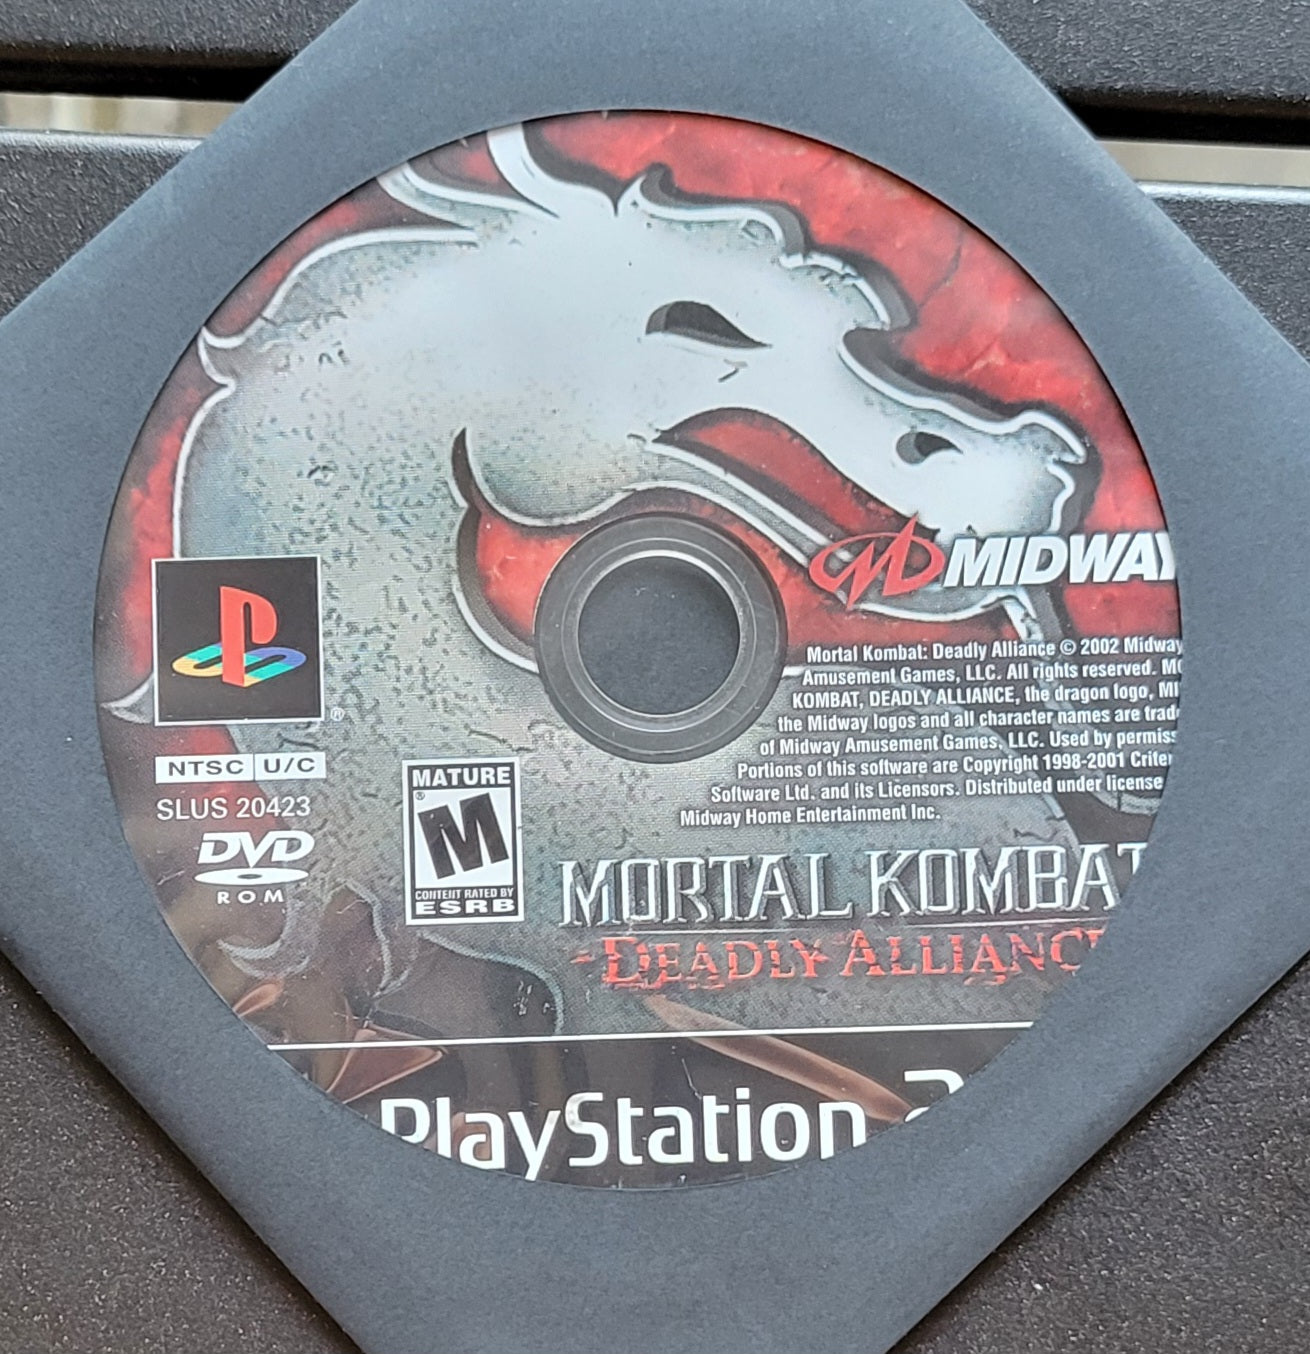 MIDWAY
Mortal Kombat: Deadly Alliance © 2002 Midway
Amusement Games, LLC. All rights reserved.
KOMBAT, DEADLY ALLIANCE, the dragon logo,
the Midway logos and all character names are
of Midway Amusement Games, LLC. Used by
Portions of this software are Copyright 1998-2001
Software Ltd. and its Licensors. Distributed under license
Midway Home Entertainment Inc.
®
NTSC U/C
SLUS 20423
DVD
ROM
MATURE
M
®
CONTENT RATED BY
ESRB
MORTAL KOMBAT
DEADLY ALLIANC
PlayStation 2